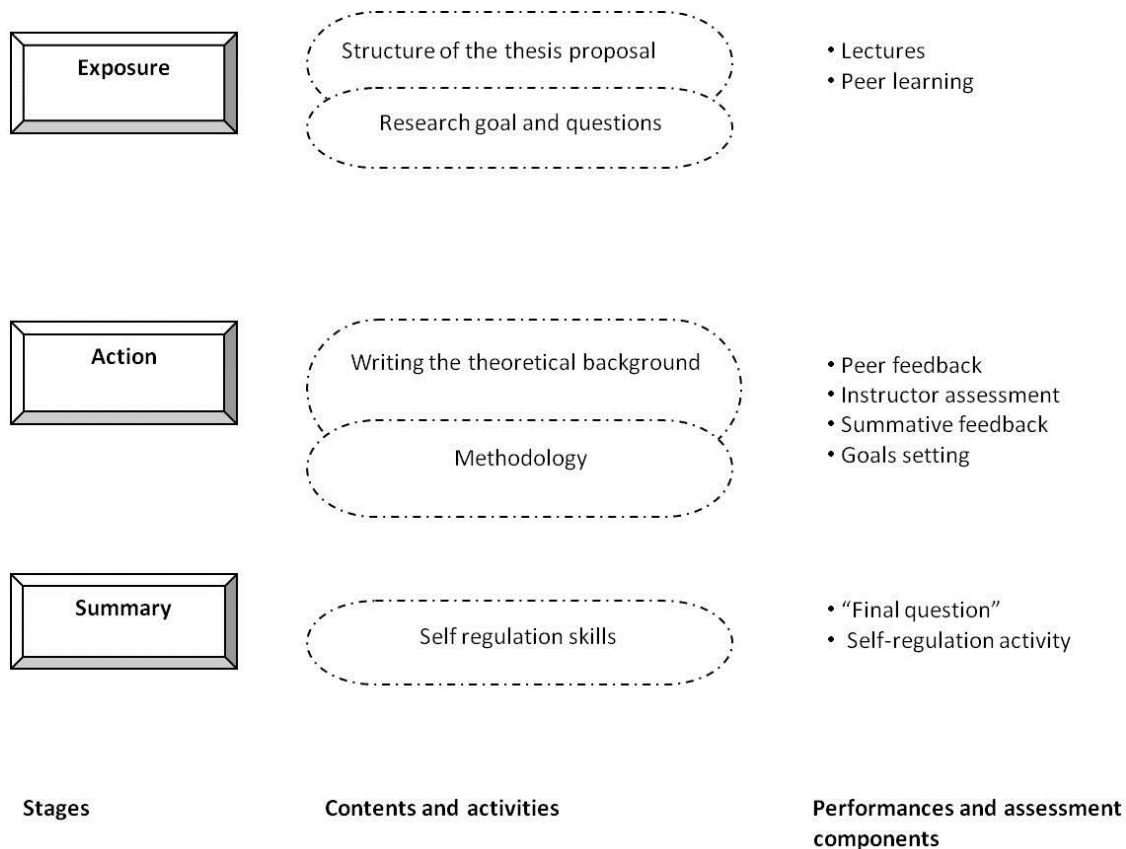 Exposure
Structure of the thesis proposal
Research goal and questions
• Lectures
• Peer learning
Action
Writing the theoretical background
Methodology
• Peer feedback
• Instructor assessment
• Summative feedback
• Goals setting
Summary
Self regulation skills
• “Final question”
• Self-regulation activity
Stages
Contents and activities
Performances and assessment
components